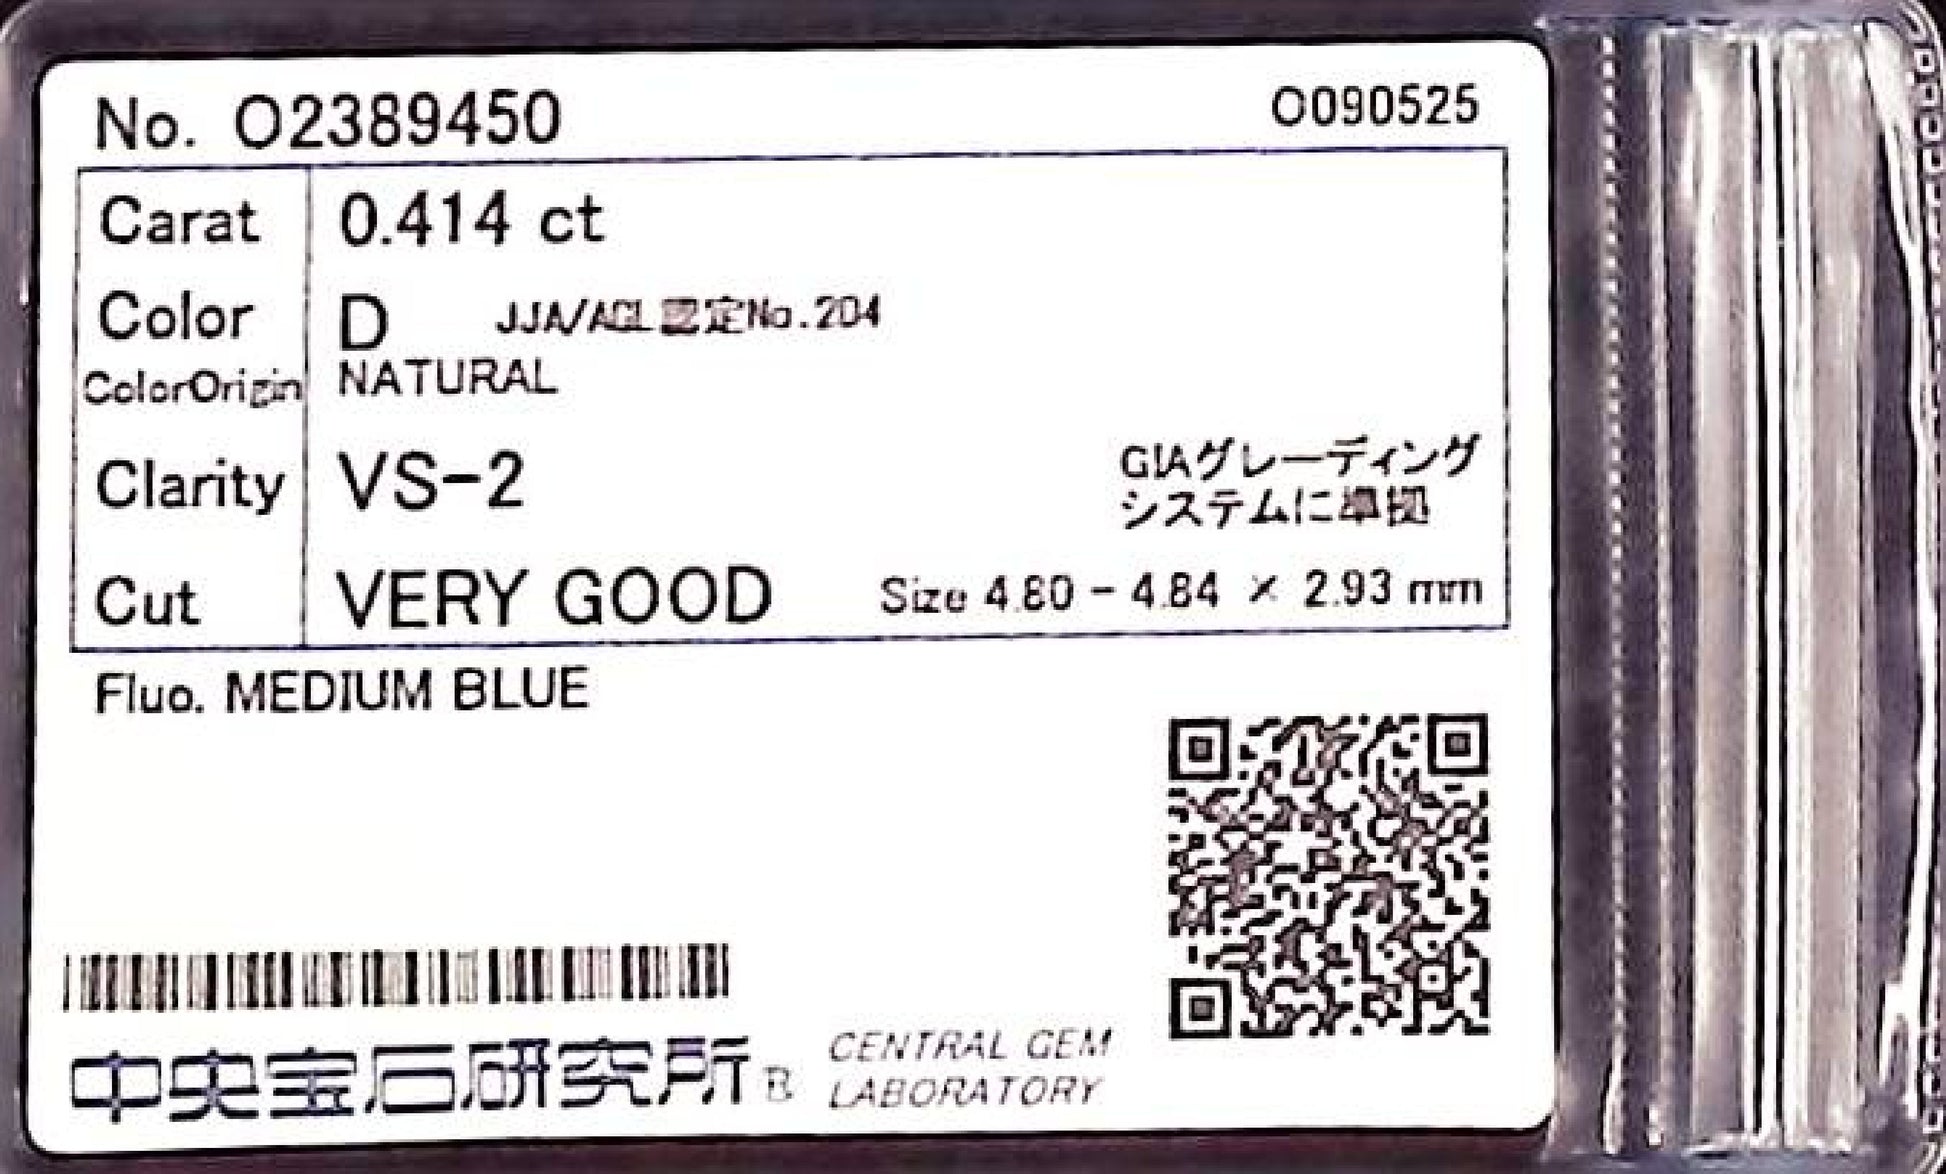 No. O2389450
O090525
Carat 0.414 ct
Color D JJA/AGL認定No.204
ColorOrigin NATURAL
Clarity VS-2
GIAグレーディング
システムに準拠
Cut VERY GOOD Size 4.80 - 4.84 × 2.93 mm
Fluo. MEDIUM BLUE
中央宝石研究所 B
CENTRAL GEM
LABORATORY